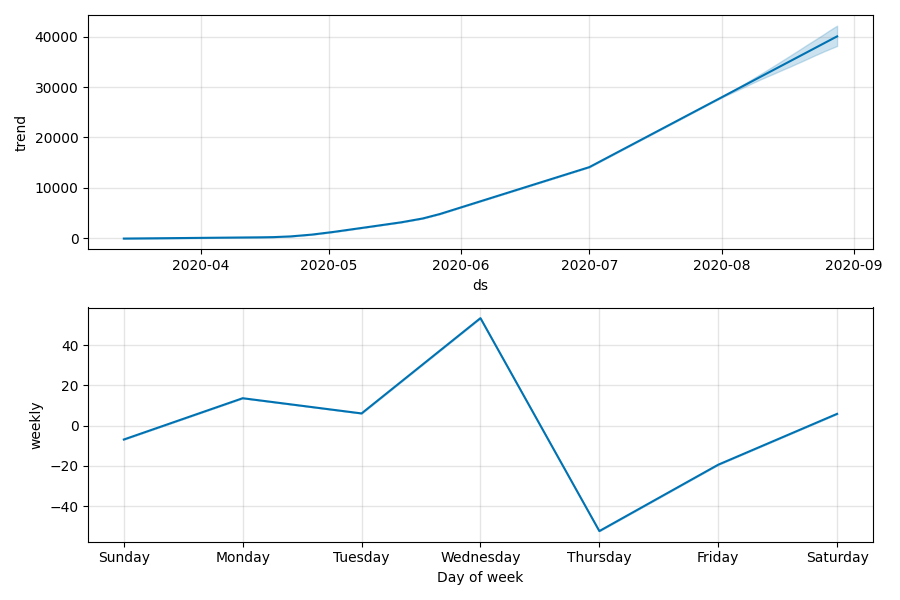 40000
30000
20000
10000
0
trend
2020-04 2020-05 2020-06 2020-07 2020-08 2020-09
ds
40
20
0
−20
−40
weekly
Sunday Monday Tuesday Wednesday Thursday Friday Saturday
Day of week